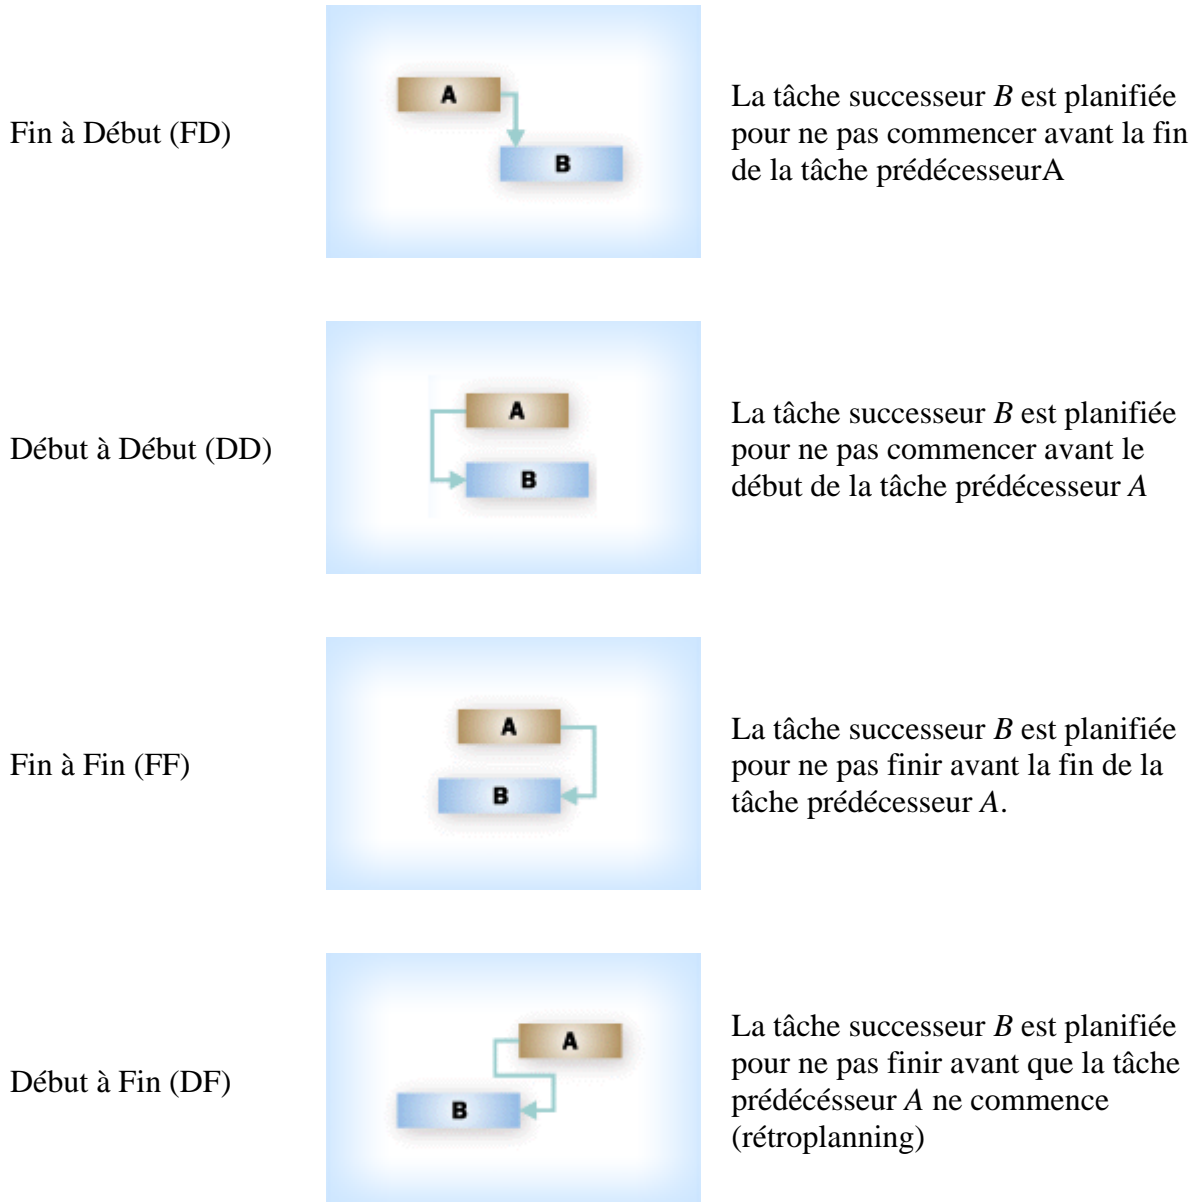 Fin à Début (FD)
A
B
La tâche successeur B est planifiée
pour ne pas commencer avant la fin
de la tâche prédécesseurA
Début à Début (DD)
A
B
La tâche successeur B est planifiée
pour ne pas commencer avant le
début de la tâche prédécesseur A
Fin à Fin (FF)
A
B
La tâche successeur B est planifiée
pour ne pas finir avant la fin de la
tâche prédécesseur A.
Début à Fin (DF)
A
B
La tâche successeur B est planifiée
pour ne pas finir avant que la tâche
prédécésseur A ne commence
(rétroplanning)